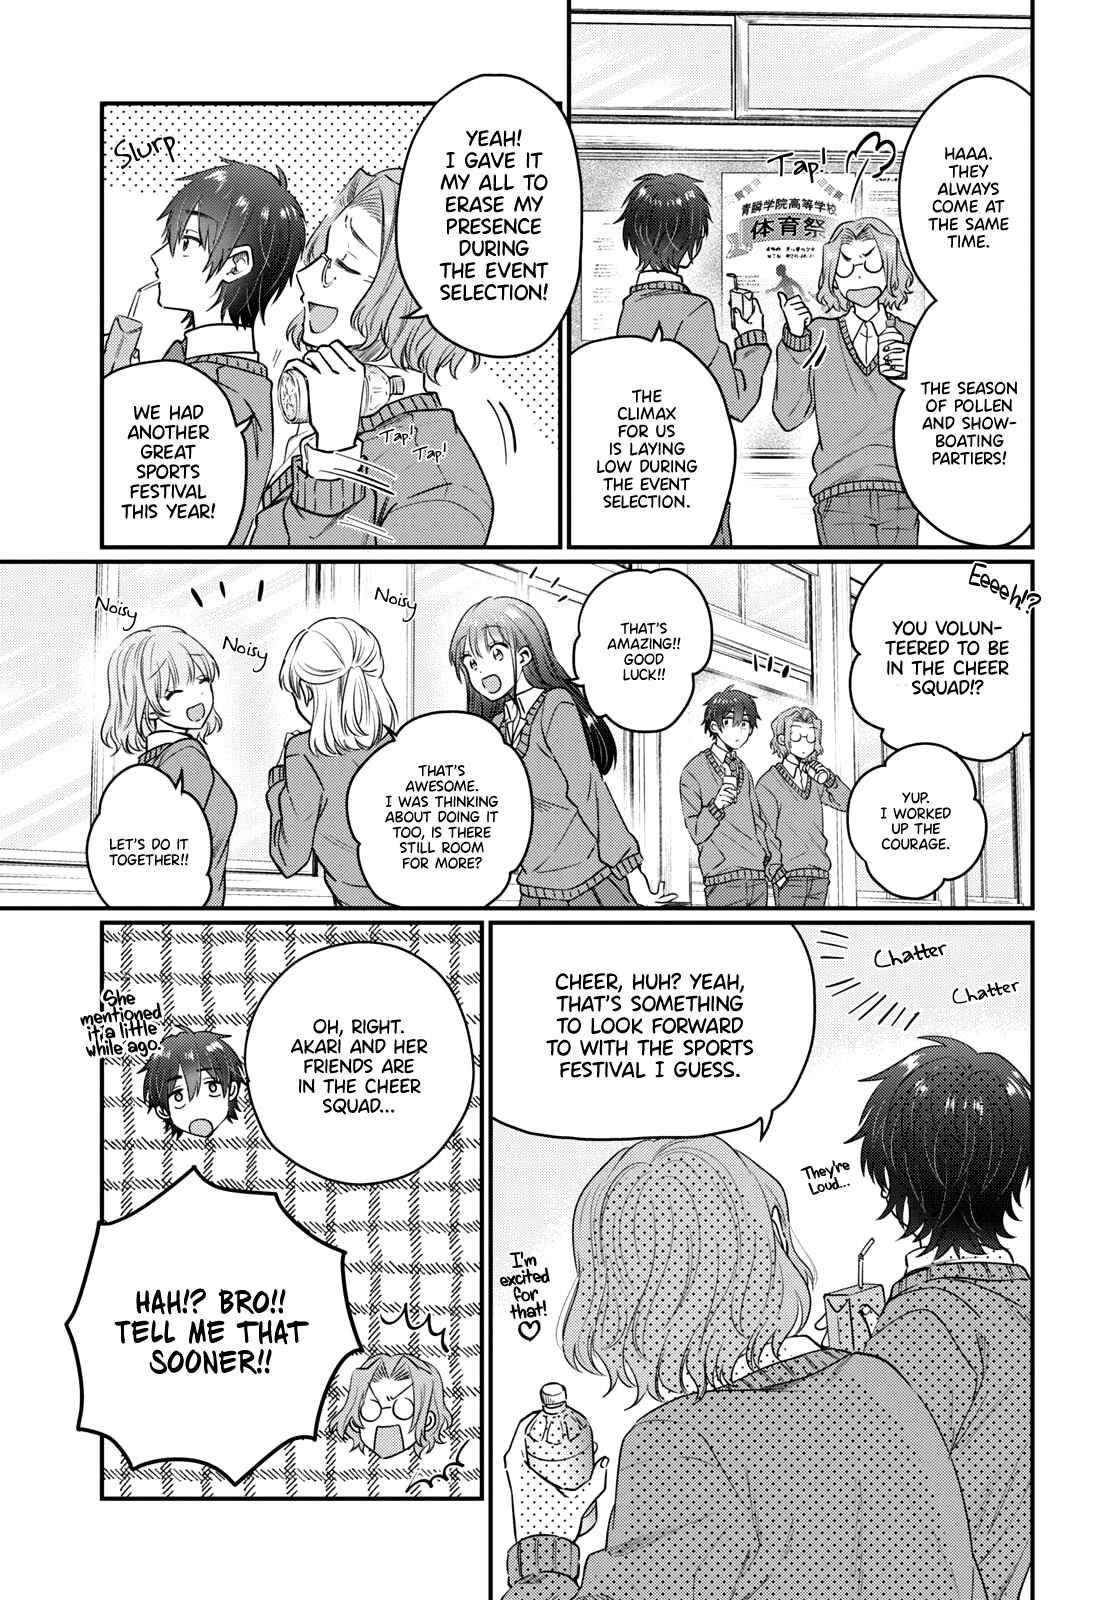 HAAA.
THEY
ALWAYS
COME AT
THE SAME
TIME.
THE SEASON
OF POLLEN
AND SHOW-
BOATING
PARTIERS!
Tap!
青瞬学院高等学校
体育祭
THE
CLIMAX
FOR US
IS LAYING
LOW DURING
THE EVENT
SELECTION.
YEAH!
I GAVE IT
MY ALL TO
ERASE MY
PRESENCE
DURING
THE EVENT
SELECTION!
Slurp
Tap!
Tap!
WE HAD
ANOTHER
GREAT
SPORTS
FESTIVAL
THIS YEAR!
Eeeeh!?
YOU VOLUN-
TEERED TO BE
IN THE CHEER
SQUAD!?
YUP.
I WORKED
UP THE
COURAGE.
THAT'S
AMAZING!!
GOOD
LUCK!!
Noisy
Noisy
Noisy
THAT'S
AWESOME.
I WAS THINKING
ABOUT DOING IT
TOO, IS THERE
STILL ROOM
FOR MORE?
LET'S DO IT
TOGETHER!!
Chatter
Chatter
CHEER, HUH? YEAH,
THAT'S SOMETHING
TO LOOK FORWARD
TO WITH THE SPORTS
FESTIVAL I GUESS.
They're
Loud...
I'm
excited
for
that!
OH, RIGHT.
AKARI AND HER
FRIENDS ARE
IN THE CHEER
SQUAD...
She
mentioned
it a little
while ago.
HAH!? BRO!!
TELL ME THAT
SOONER!!